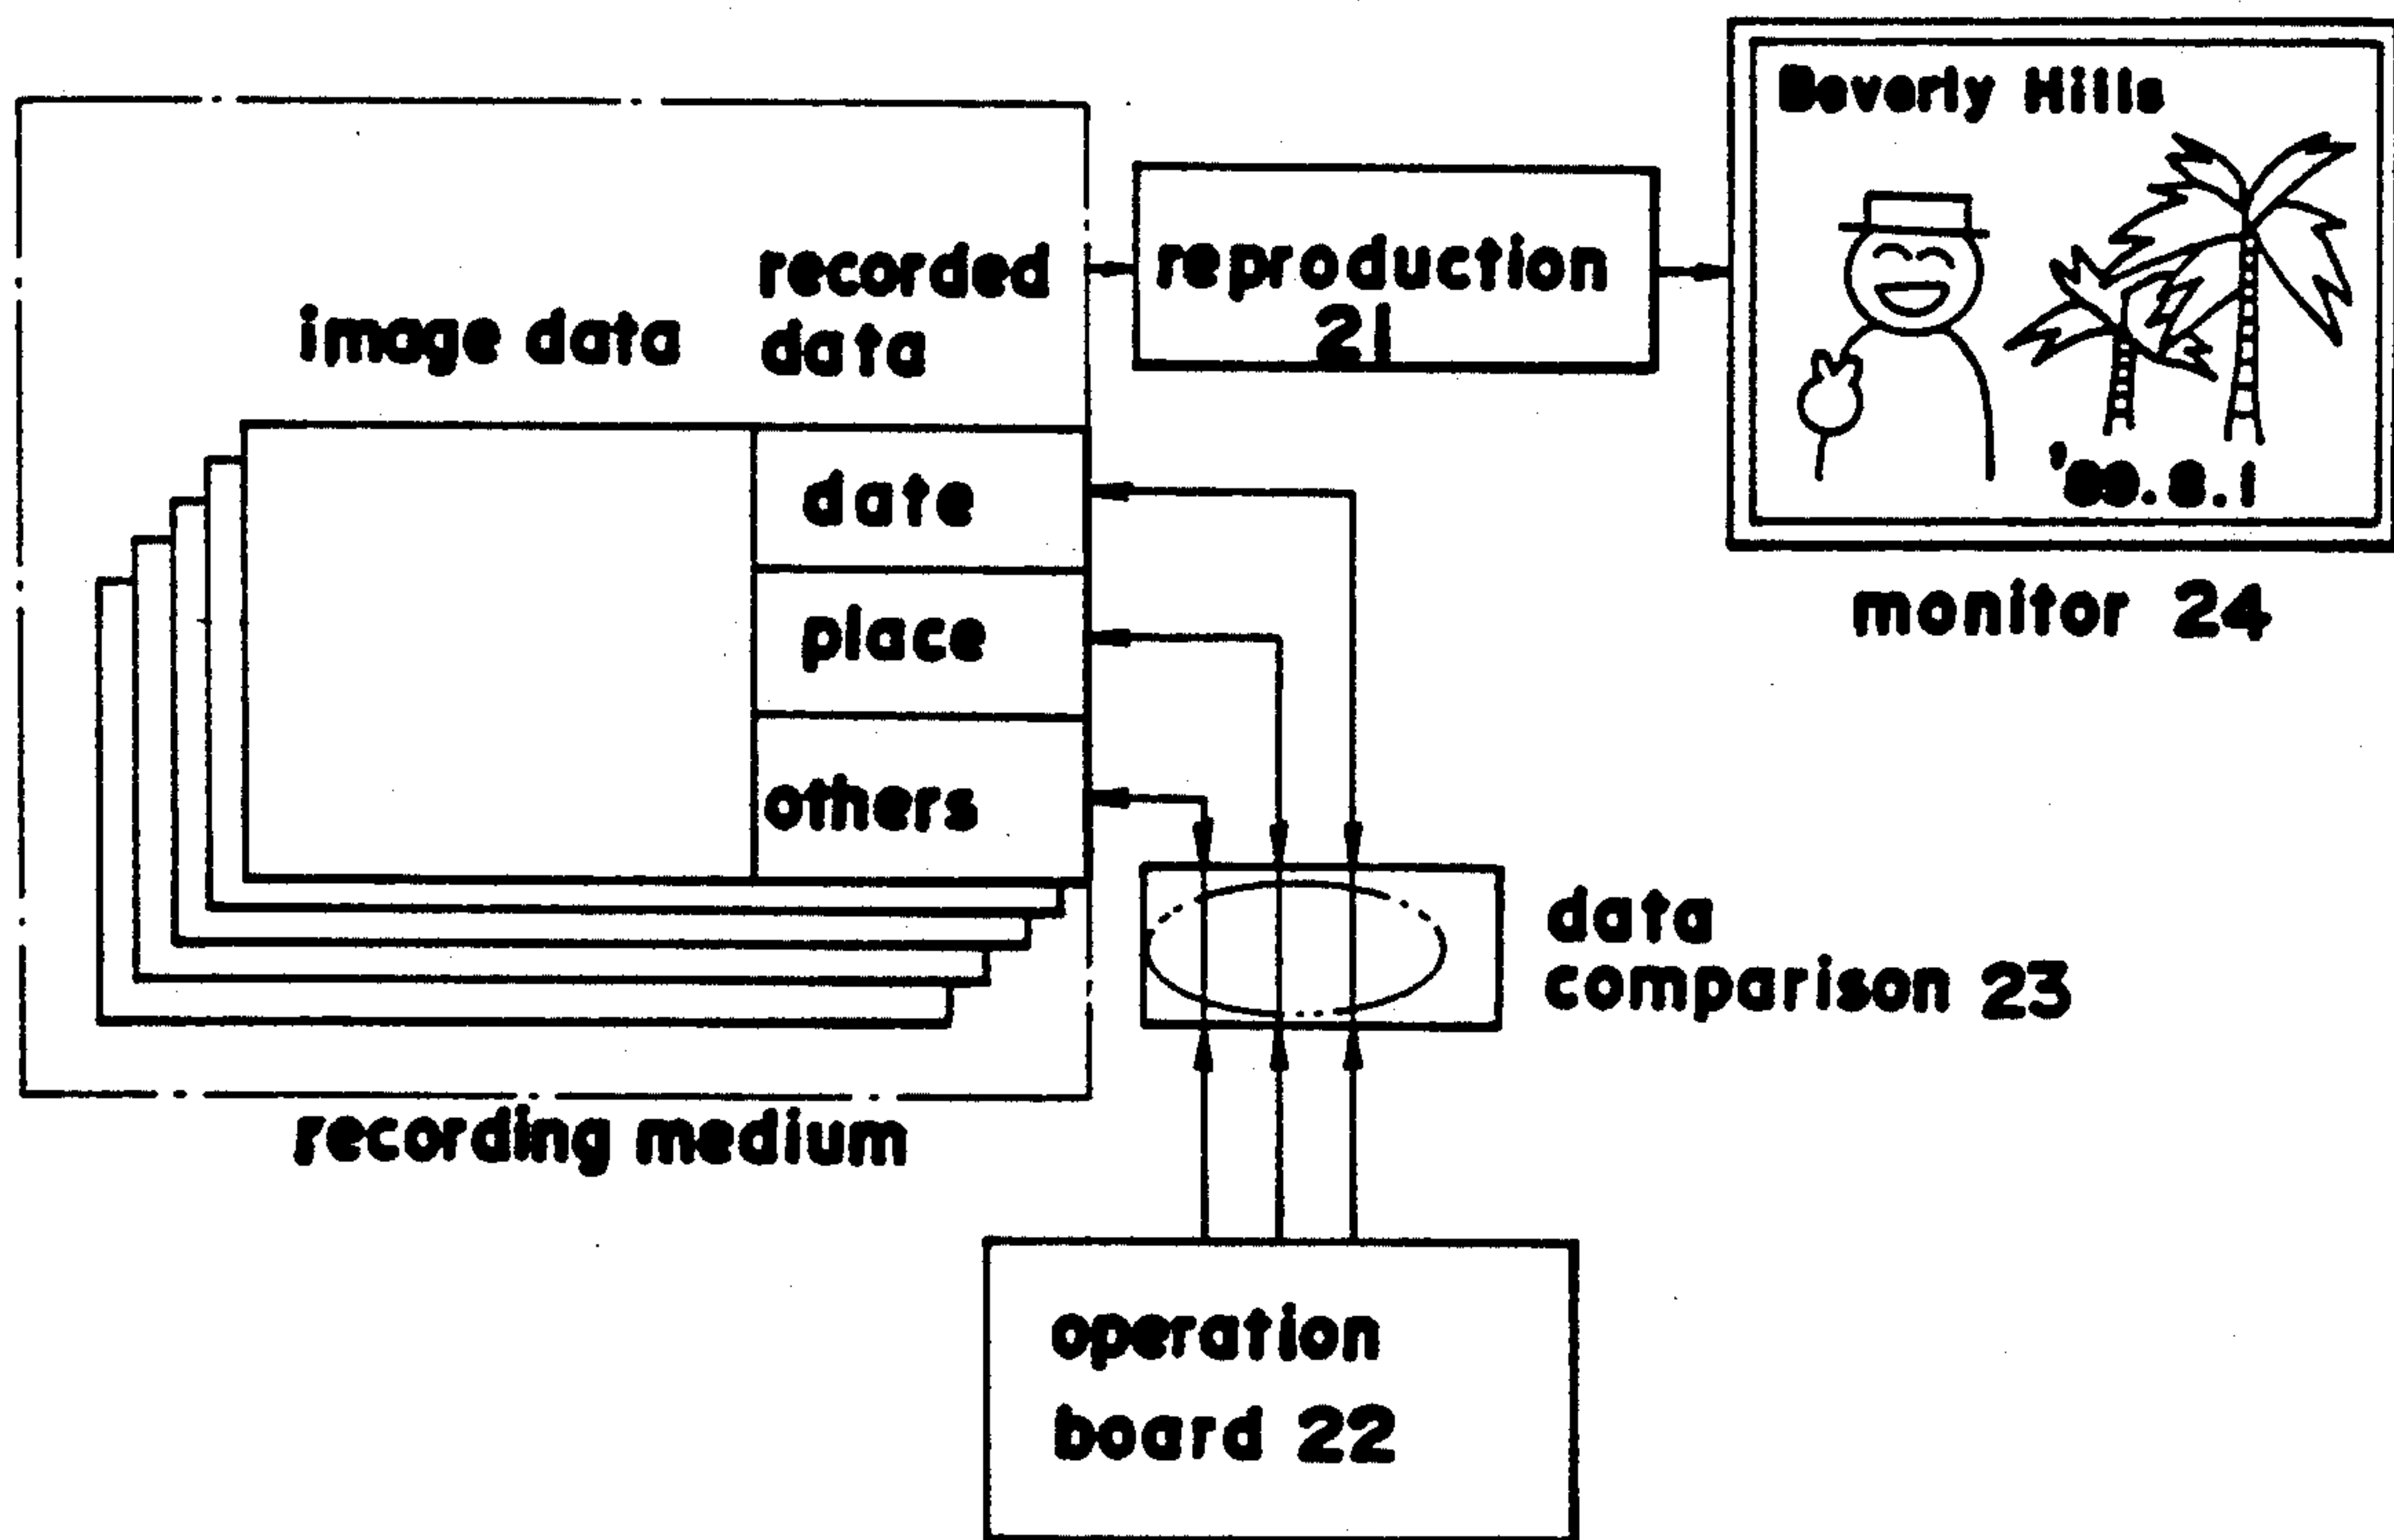 Beverly Hills
recorded
data
image data
reproduction
21
date
place
others
monitor 24
data
comparison 23
recording medium
operation
board 22